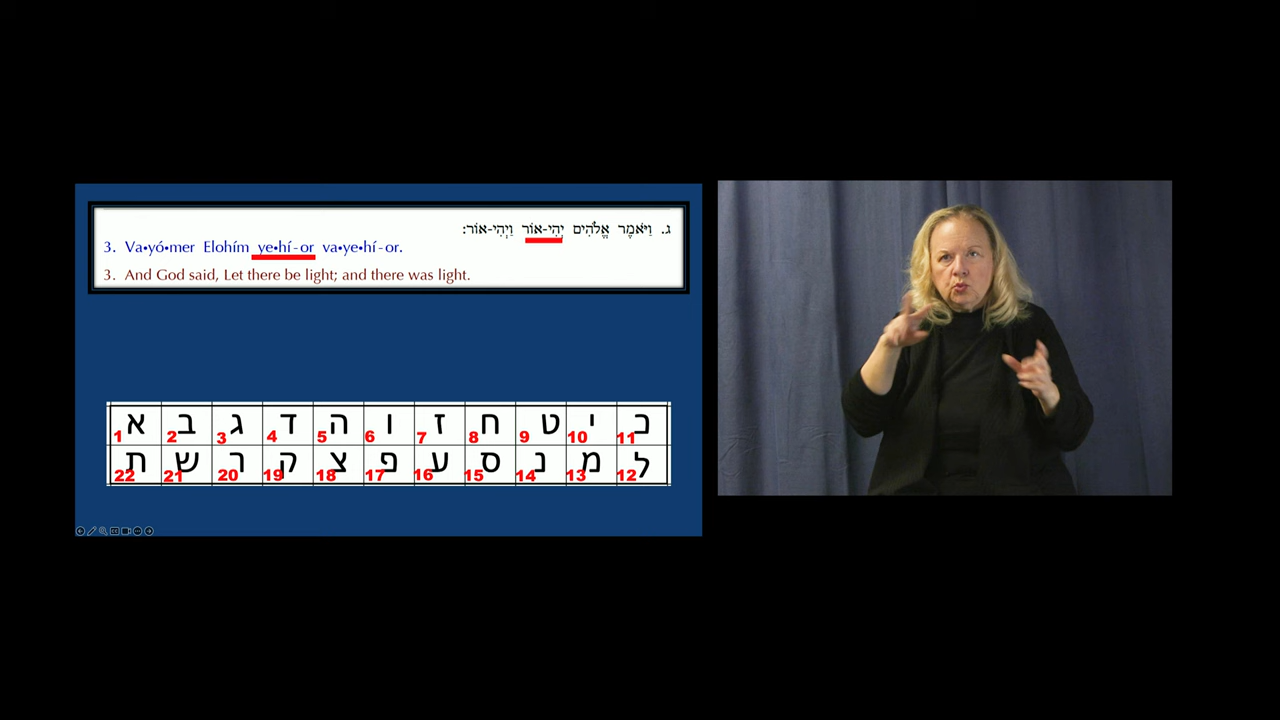 ג. וַיֹּאמֶר אֱלֹהִים יְהִי-אוֹר וַיְהִי-אוֹר:
3. Va•yó•mer Elohím ye•hí-or va•ye•hí-or.
3. And God said, Let there be light; and there was light.
1 א 2 ב 3 ג 4 ד 5 ה 6 ו 7 ז 8 ח 9 ט 10 י 11 כ
22 ת 21 ש 20 ר 19 ק 18 צ 17 פ 16 ע 15 ס 14 נ 13 מ 12 ל